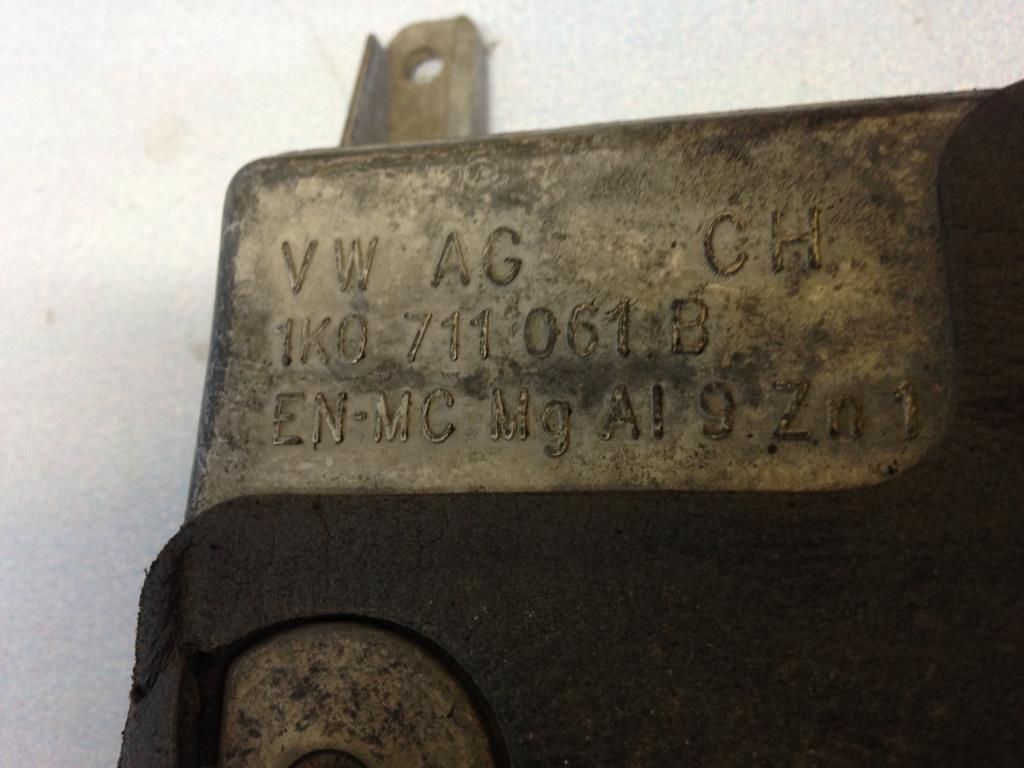 VW AG CH
1K0 711 061 B
EN-MC Mg Al 9 Zn 1